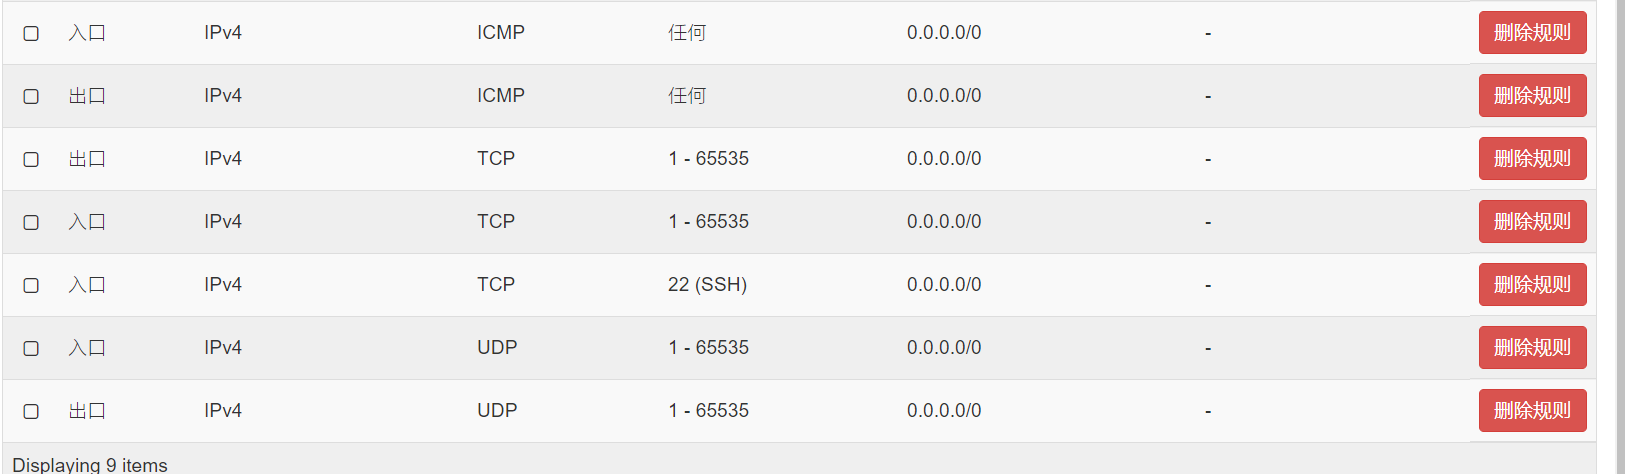 入口 IPv4 ICMP 任何 0.0.0.0/0 - 删除规则
出口 IPv4 ICMP 任何 0.0.0.0/0 - 删除规则
出口 IPv4 TCP 1 - 65535 0.0.0.0/0 - 删除规则
入口 IPv4 TCP 1 - 65535 0.0.0.0/0 - 删除规则
入口 IPv4 TCP 22 (SSH) 0.0.0.0/0 - 删除规则
入口 IPv4 UDP 1 - 65535 0.0.0.0/0 - 删除规则
出口 IPv4 UDP 1 - 65535 0.0.0.0/0 - 删除规则
Displaying 9 items